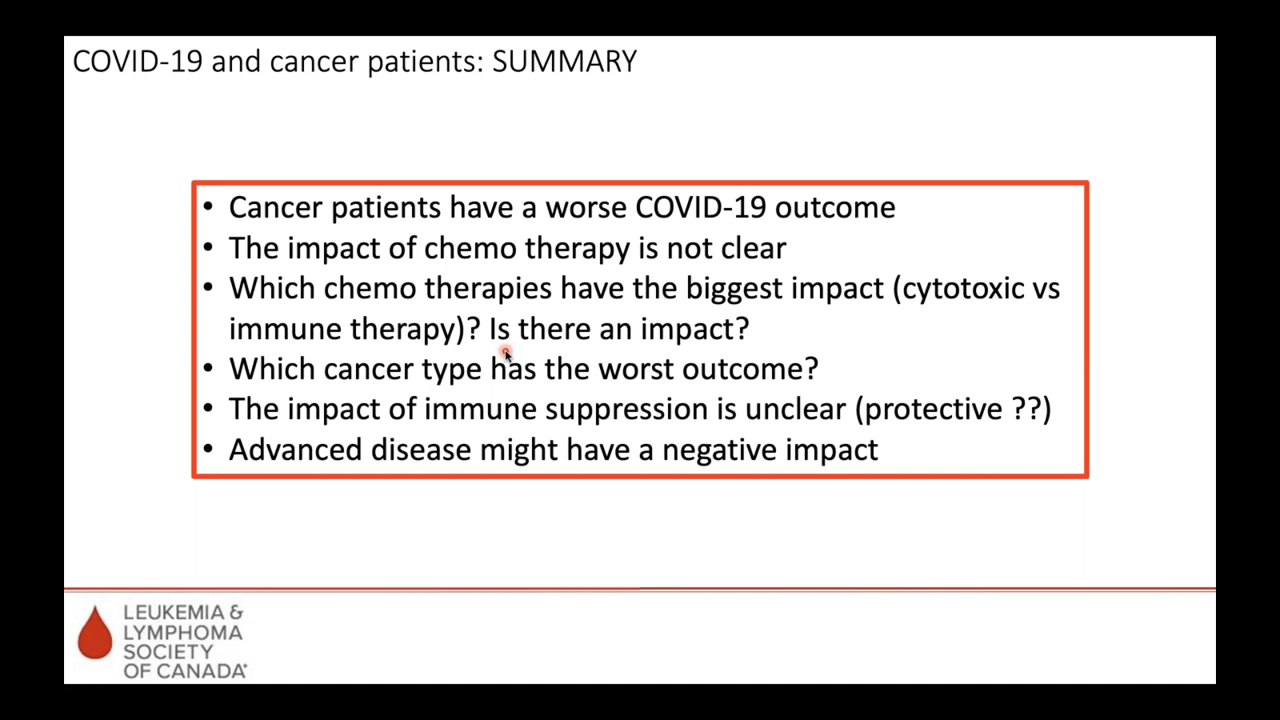 COVID-19 and cancer patients: SUMMARY
• Cancer patients have a worse COVID-19 outcome
• The impact of chemo therapy is not clear
• Which chemo therapies have the biggest impact (cytotoxic vs
immune therapy)? Is there an impact?
• Which cancer type has the worst outcome?
• The impact of immune suppression is unclear (protective ??)
• Advanced disease might have a negative impact
LEUKEMIA &
LYMPHOMA
SOCIETY
OF CANADA